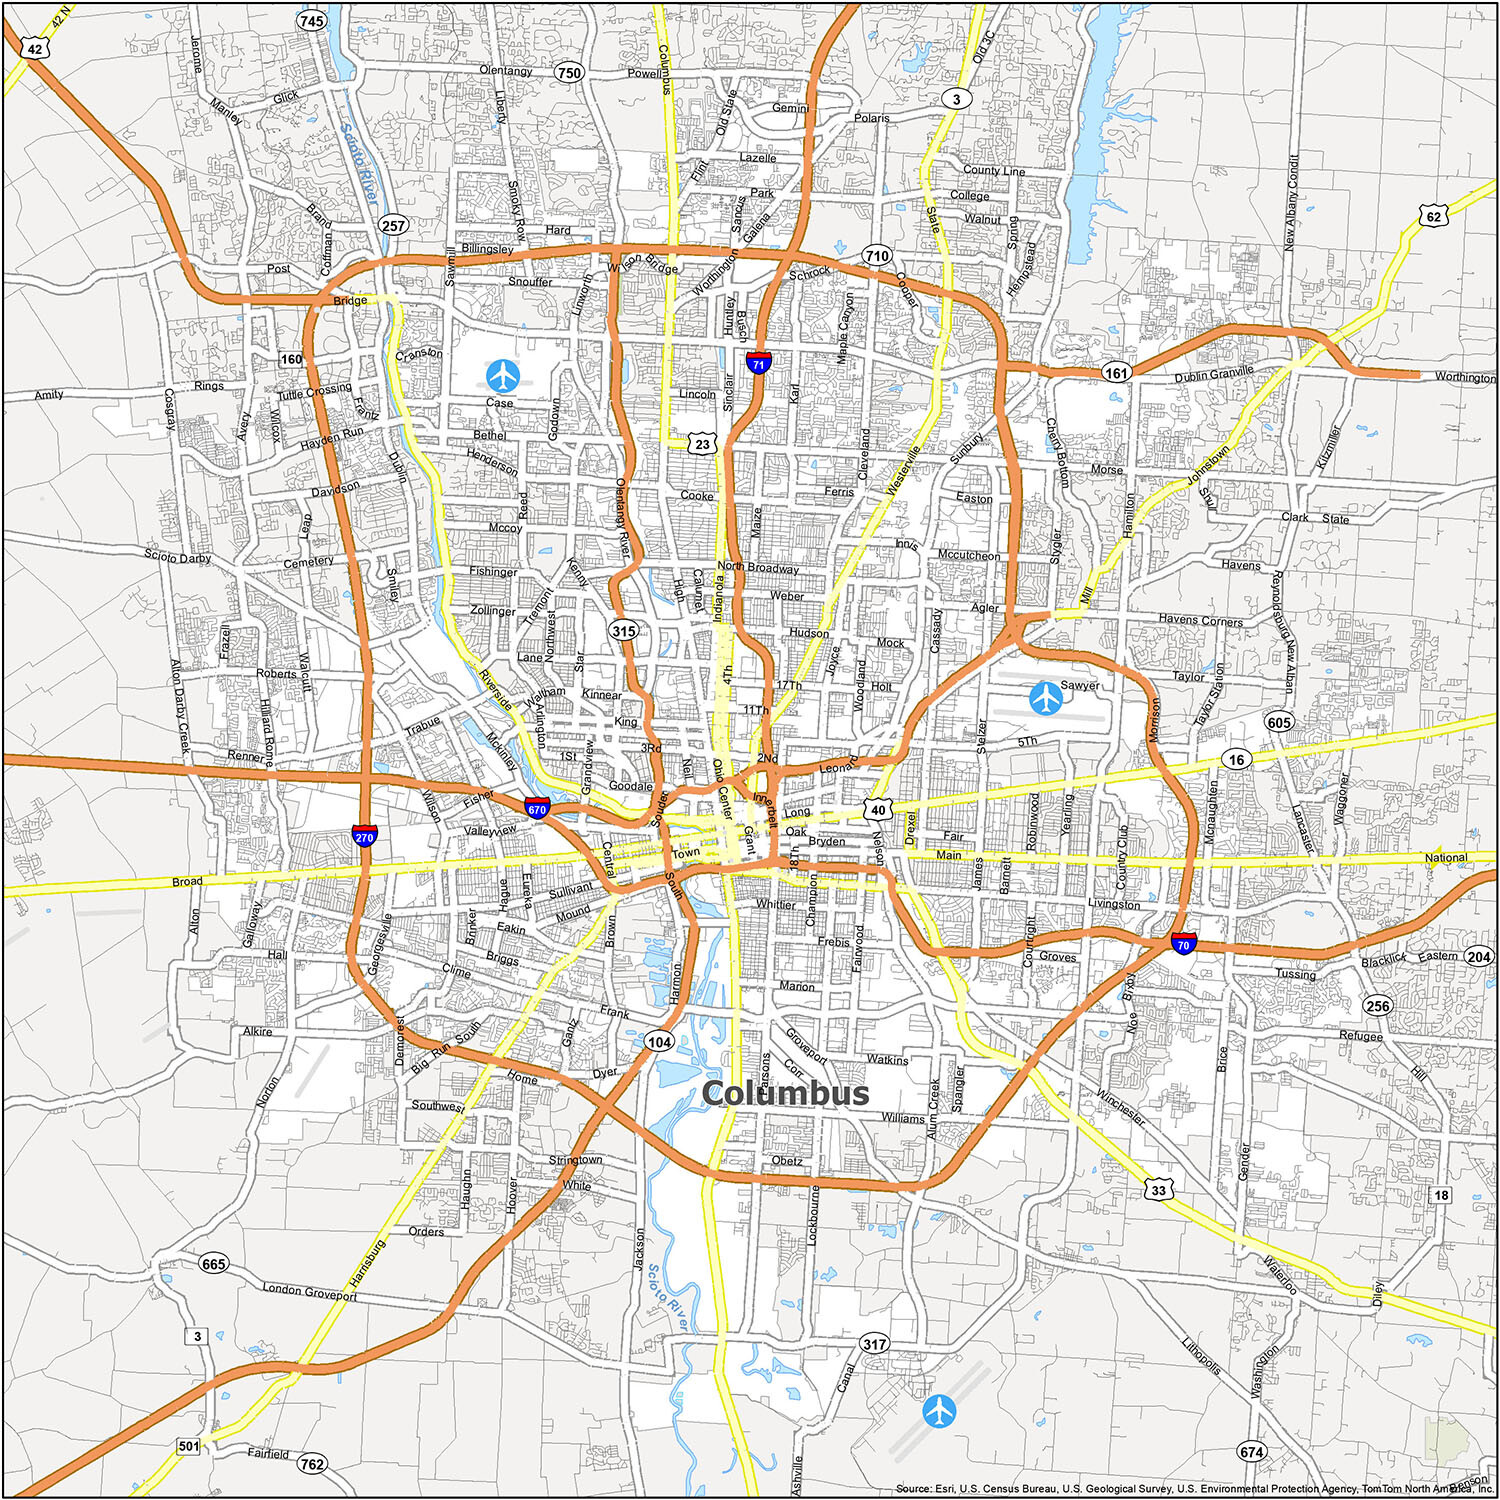 745
42 N
42
Jerome
Olentangy
750
Powell
Columbus
Old 3C
3
Glick
Manley
Liberty
Old State
Gemini
Polaris
Scioto River
Flint
Lazelle
County Line
New Albany Condit
Brand
Coffman
257
Smoky Row
Park
Sancus
Galena
College
Walnut
Spring
State
62
Hard
Billingsley
Sawmill
Post
Snouffer
Linworth
Wilson Bridge
Worthington
Schrock
710
Cooper
Hempstead
Bridge
Huntley
Busch
Maple Canyon
160
Cranston
71
161
Dublin Granville
Worthington
Amity
Rings
Tuttle Crossing
Cosgray
Avery
Wilcox
Frantz
Case
Godown
Lincoln
Sinclair
Karl
Hayden Run
Bethel
23
Cleveland
Sunbury
Cherry Bottom
Kitzmiller
Henderson
Dublin
Westerville
Morse
Johnstown
Davidson
Reed
Olentangy River
Cooke
Ferris
Easton
Hamilton
Shull
Leap
Mccoy
Maize
Clark State
Scioto Darby
Cemetery
Smiley
Fishinger
Kenny
North Broadway
Innis
Mccutcheon
Stygler
Havens
High
Calumet
Indianola
Weber
Mill
Reynoldsburg New Albany
Zollinger
Tremont
Northwest
315
Hudson
Mock
Cassady
Agler
Havens Corners
Frazell
Roberts
Walcutt
Lane
Star
Joyce
Woodland
Alton Darby Creek
Hilliard Rome
Riverside
Waltham
Kinnear
4Th
17Th
Holt
Sawyer
Taylor
Taylor Station
Morrison
Trabue
Mckinley
Arlington
King
11Th
Stelzer
605
Renner
1St
3Rd
Grandview
Neil
Ohio Center
2Nd
Leonard
5Th
16
Goodale
Fisher
Wilson
670
Souder
Innerbelt
Long
40
270
Valleyview
Central
Town
Grant
Oak
Bryden
18Th
Nelson
Drexel
Fair
Robinwood
Yearling
Mcnaughten
Lancaster
Waggoner
Main
National
Broad
Hague
Eureka
Sullivant
South
James
Barnett
Country Club
Alton
Galloway
Georgesville
Brinker
Mound
Eakin
Brown
Whittier
Champion
Livingston
Hall
Briggs
Clime
Harmon
Frebis
Fairwood
Courtright
Groves
70
Blacklick Eastern
204
Tussing
Alkire
Demorest
Big Run South
Frank
Gantz
Marion
Bixby
Noe
256
Refugee
104
Groveport
Corr
Watkins
Brice
Hill
Norton
Home
Dyer
Columbus
Parsons
Spangler
Winchester
Southwest
Williams
Alum Creek
Stringtown
White
Obetz
Gender
Haughn
Hoover
Lockbourne
33
18
Orders
Jackson
Harrisburg
Scioto River
665
London Groveport
Waterloo
Diley
3
317
Canal
Lithopolis
Washington
501
Fairfield
762
Ashville
674
Benson
Source: Esri, U.S. Census Bureau, U.S. Geological Survey, U.S. Environmental Protection Agency, TomTom North America, Inc.